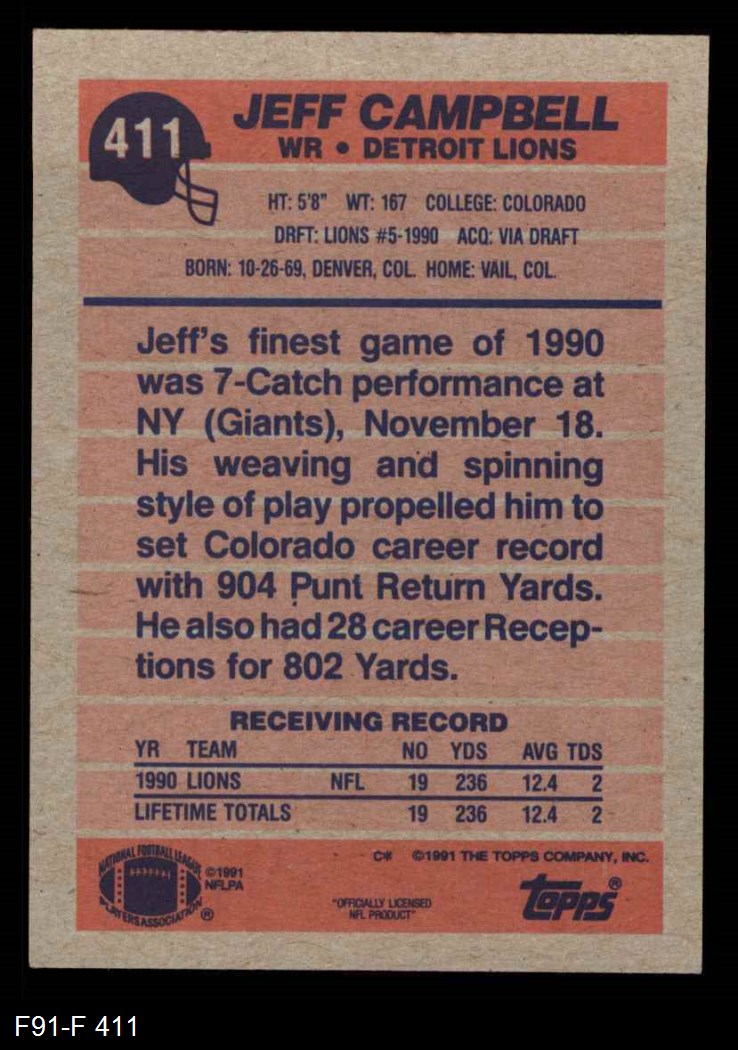 411
JEFF CAMPBELL
WR • DETROIT LIONS
HT: 5'8" WT: 167 COLLEGE: COLORADO
DRFT: LIONS #5-1990 ACQ: VIA DRAFT
BORN: 10-26-69, DENVER, COL. HOME: VAIL, COL.
Jeff's finest game of 1990
was 7-Catch performance at
NY (Giants), November 18.
His weaving and spinning
style of play propelled him to
set Colorado career record
with 904 Punt Return Yards.
He also had 28 career Recep-
tions for 802 Yards.
RECEIVING RECORD
YR TEAM NO YDS AVG TDS
1990 LIONS NFL 19 236 12.4 2
LIFETIME TOTALS 19 236 12.4 2
NATIONAL FOOTBALL LEAGUE
PLAYERS ASSOCIATION ®
©1991
NFLPA
C# ©1991 THE TOPPS COMPANY, INC.
"OFFICIALLY LICENSED
NFL PRODUCT"
topps®
F91-F 411